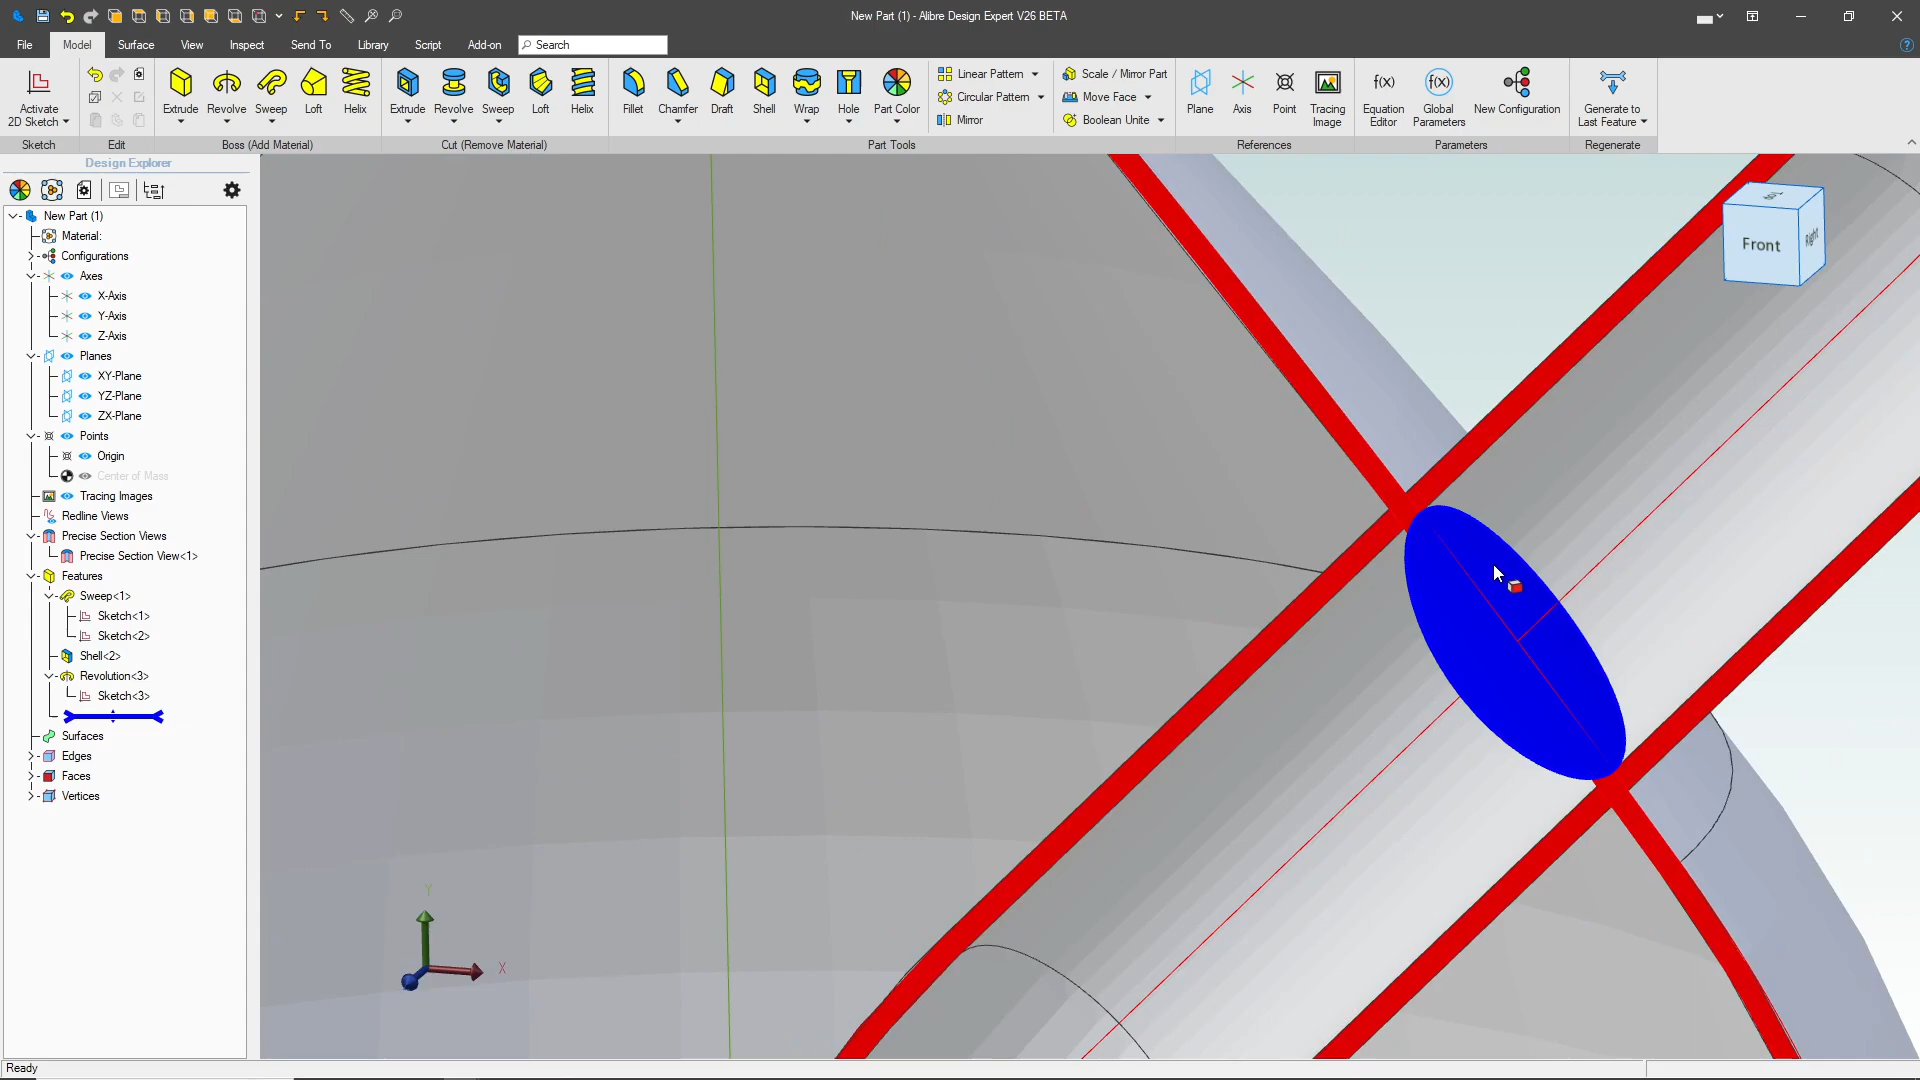 New Part (1) - Alibre Design Expert V26 BETA
File Model Surface View Inspect Send To Library Script Add-on Search
Activate 2D Sketch
Extrude Revolve Sweep Loft Helix
Extrude Revolve Sweep Loft Helix
Fillet Chamfer Draft Shell Wrap Hole Part Color
Linear Pattern
Circular Pattern
Mirror
Scale / Mirror Part
Move Face
Boolean Unite
Plane Axis Point Tracing Image
Equation Editor Global Parameters New Configuration
Generate to Last Feature
Sketch Edit Boss (Add Material) Cut (Remove Material) Part Tools References Parameters Regenerate
Design Explorer
New Part (1)
Material:
Configurations
Axes
X-Axis
Y-Axis
Z-Axis
Planes
XY-Plane
YZ-Plane
ZX-Plane
Points
Origin
Center of Mass
Tracing Images
Redline Views
Precise Section Views
Precise Section View<1>
Features
Sweep<1>
Sketch<1>
Sketch<2>
Shell<2>
Revolution<3>
Sketch<3>
Surfaces
Edges
Faces
Vertices
Top
Front
Right
Y
X
Ready